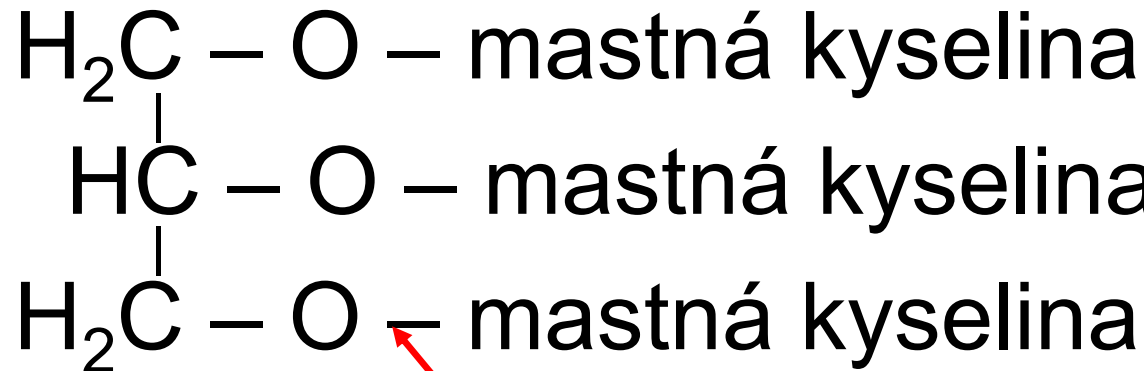 H₂C – O – mastná kyselina
HC – O – mastná kyselina
H₂C – O – mastná kyselina